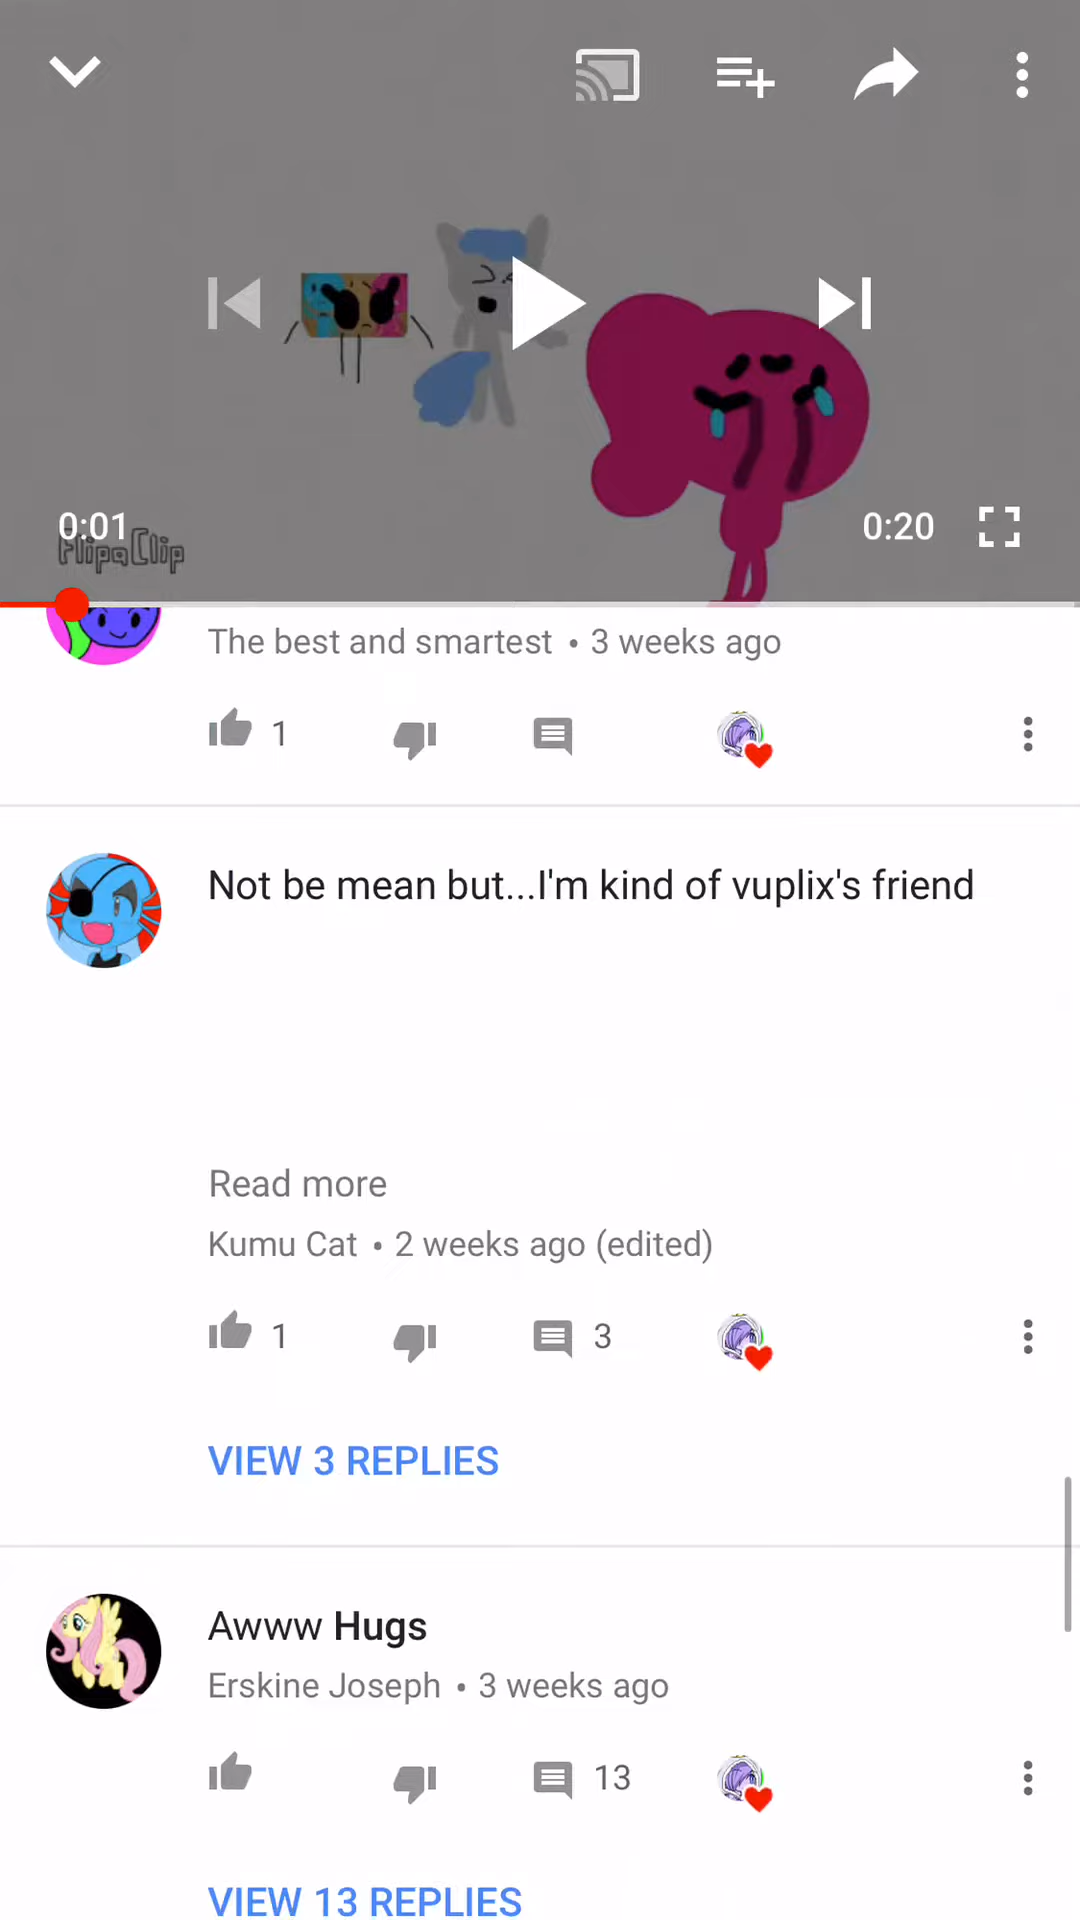 0:01
0:20
FlipaClip
The best and smartest • 3 weeks ago
1
Not be mean but...I'm kind of vuplix's friend
Read more
Kumu Cat • 2 weeks ago (edited)
1
3
VIEW 3 REPLIES
Awww Hugs
Erskine Joseph • 3 weeks ago
13
VIEW 13 REPLIES